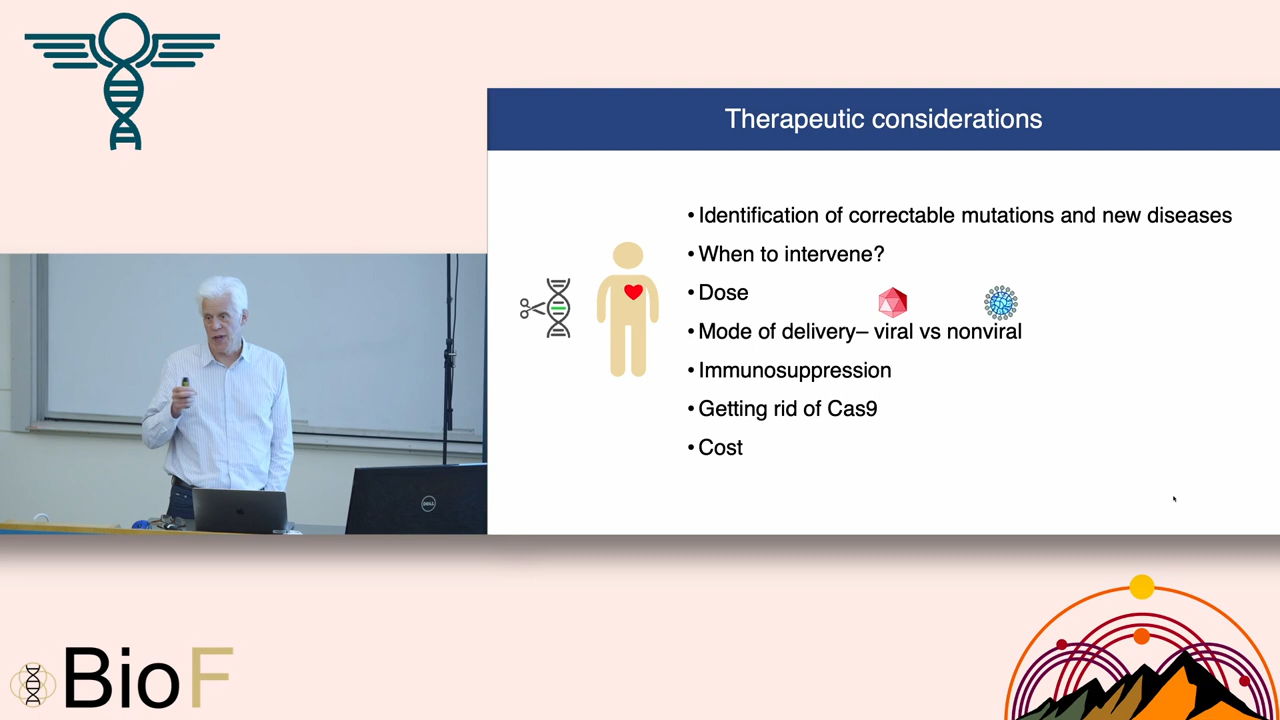 Therapeutic considerations
• Identification of correctable mutations and new diseases
• When to intervene?
• Dose
• Mode of delivery– viral vs nonviral
• Immunosuppression
• Getting rid of Cas9
• Cost
DELL
BioF